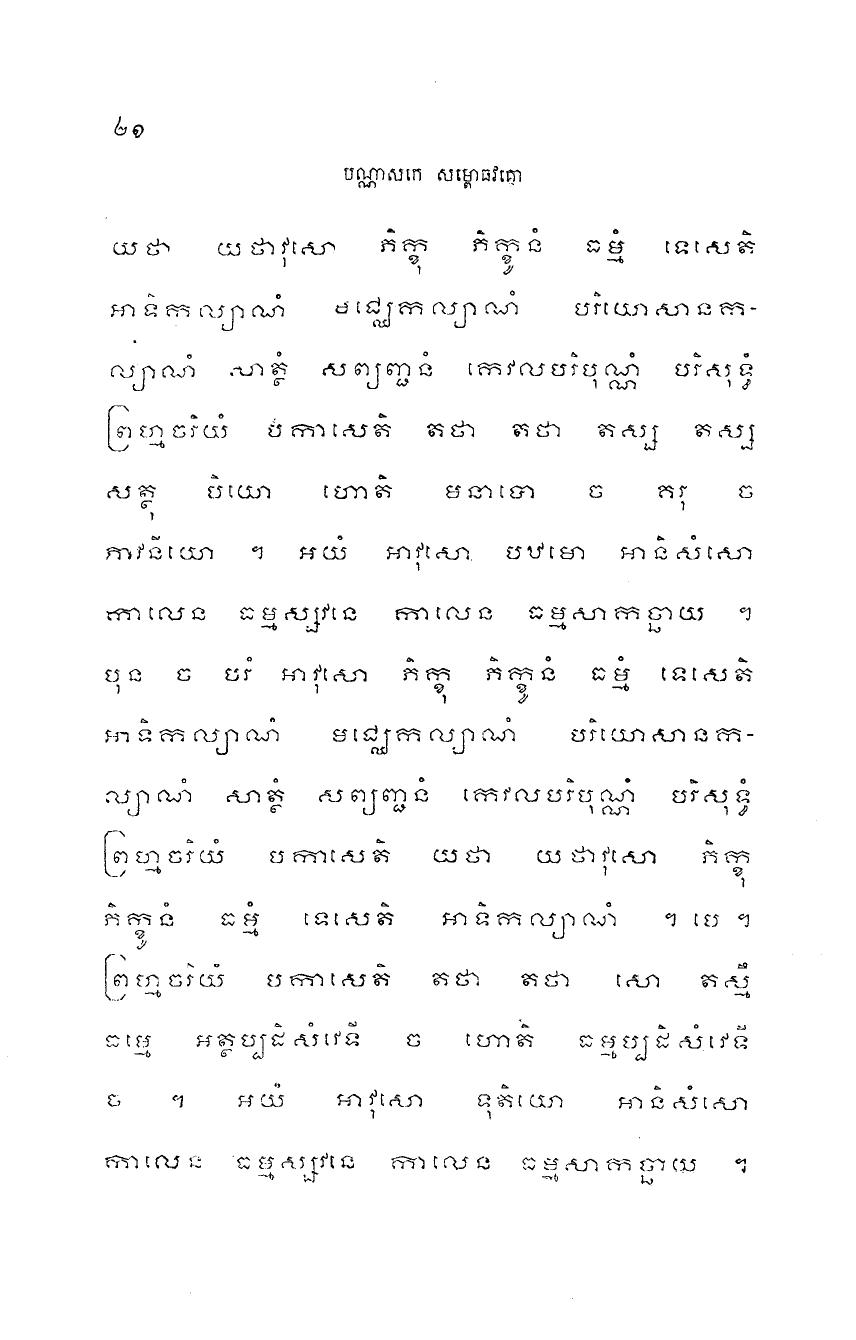 ២១
បណ្ណាសកេ សម្ពោធវគ្គោ
យថា យថាវុសោ ភិក្ខុ ភិក្ខូនំ ធម្មំ ទេសេតិ
អាទិកល្យាណំ មជ្ឈេកល្យាណំ បរិយោសានក-
ល្យាណំ សាត្ថំ សព្យញ្ជនំ កេវលបរិបុណ្ណំ បរិសុទ្ធំ
ព្រហ្មចរិយំ បកាសេតិ តថា តថា តស្ស តស្ស
សត្ថុ បិយោ ហោតិ មនាបោ ច គរុ ច
ភាវនីយោ ។ អយំ អាវុសោ បឋមោ អានិសំសោ
កាលេន ធម្មស្សវនេ កាលេន ធម្មសាកច្ឆាយ ។
បុន ច បរំ អាវុសោ ភិក្ខុ ភិក្ខូនំ ធម្មំ ទេសេតិ
អាទិកល្យាណំ មជ្ឈេកល្យាណំ បរិយោសានក-
ល្យាណំ សាត្ថំ សព្យញ្ជនំ កេវលបរិបុណ្ណំ បរិសុទ្ធំ
ព្រហ្មចរិយំ បកាសេតិ យថា យថាវុសោ ភិក្ខុ
ភិក្ខូនំ ធម្មំ ទេសេតិ អាទិកល្យាណំ ។ បេ ។
ព្រហ្មចរិយំ បកាសេតិ តថា តថា សោ តស្មឹ
ធម្មេ អត្ថប្បដិសំវេទី ច ហោតិ ធម្មប្បដិសំវេទី
ច ។ អយំ អាវុសោ ទុតិយោ អានិសំសោ
កាលេន ធម្មស្សវនេ កាលេន ធម្មសាកច្ឆាយ ។